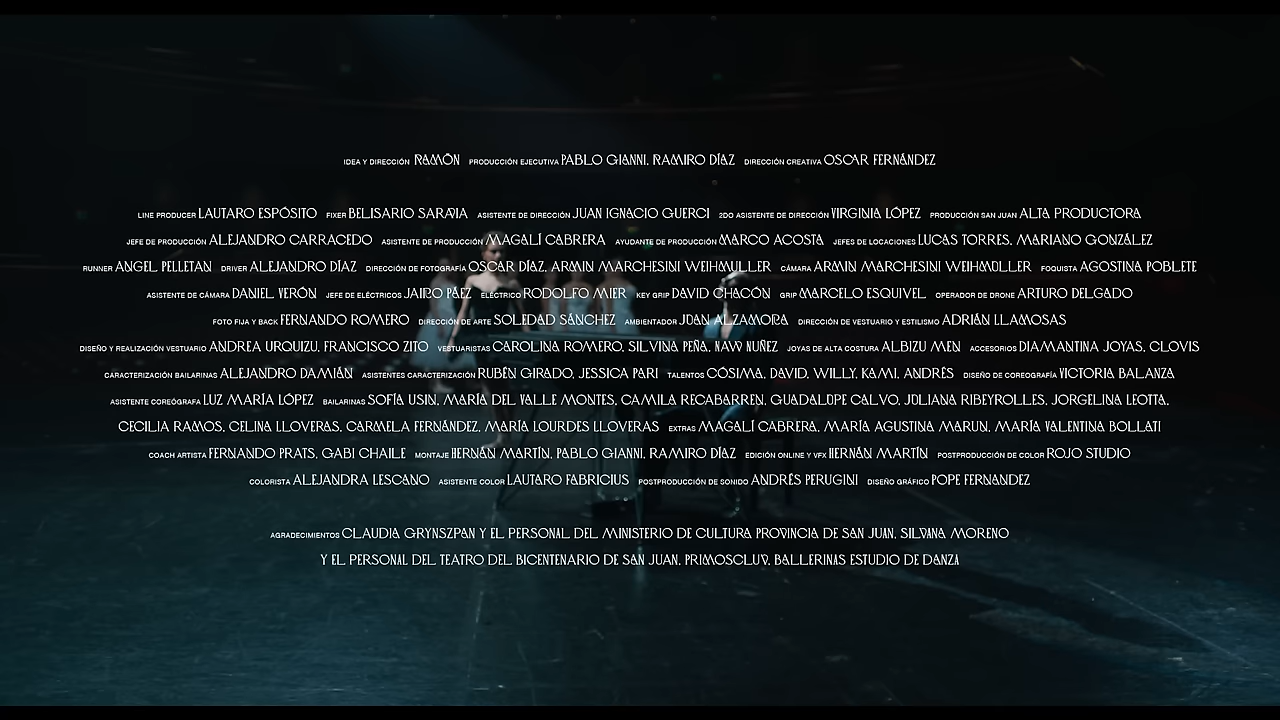 IDEA Y DIRECCIÓN RAMÓN PRODUCCIÓN EJECUTIVA PABLO GIANNI, RAMIRO DÍAZ DIRECCIÓN CREATIVA OSCAR FERNÁNDEZ
LINE PRODUCER LAUTARO ESPÓSITO FIXER BELISARIO SARAVIA ASISTENTE DE DIRECCIÓN JUAN IGNACIO GUERCI 2DO ASISTENTE DE DIRECCIÓN VIRGINIA LÓPEZ PRODUCCIÓN SAN JUAN ALTA PRODUCTORA
JEFE DE PRODUCCIÓN ALEJANDRO CARRACEDO ASISTENTE DE PRODUCCIÓN MAGALÍ CABRERA AYUDANTE DE PRODUCCIÓN MARCO ACOSTA JEFES DE LOCACIONES LUCAS TORRES, MARIANO GONZÁLEZ
RUNNER ANGEL PELLETAN DRIVER ALEJANDRO DÍAZ DIRECCIÓN DE FOTOGRAFÍA OSCAR DÍAZ, ARMIN MARCHESINI WEIHMULLER CÁMARA ARMIN MARCHESINI WEIHMULLER FOQUISTA AGOSTINA POBLETE
ASISTENTE DE CÁMARA DANIEL VERÓN JEFE DE ELÉCTRICOS JAIRO PÁEZ ELÉCTRICO RODOLFO MIER KEY GRIP DAVID CHACÓN GRIP MARCELO ESQUIVEL OPERADOR DE DRONE ARTURO DELGADO
FOTO FIJA Y BACK FERNANDO ROMERO DIRECCIÓN DE ARTE SOLEDAD SÁNCHEZ AMBIENTADOR JUAN ALZAMORA DIRECCIÓN DE VESTUARIO Y ESTILISMO ADRIÁN LLAMOSAS
DISEÑO Y REALIZACIÓN VESTUARIO ANDREA URQUIZU, FRANCISCO ZITO VESTUARISTAS CAROLINA ROMERO, SILVINA PEÑA, NAW NUÑEZ JOYAS DE ALTA COSTURA ALBIZU MEN ACCESORIOS DIAMANTINA JOYAS, CLOVIS
CARACTERIZACIÓN BAILARINAS ALEJANDRO DAMIÁN ASISTENTES CARACTERIZACIÓN RUBÉN GIRADO, JESSICA PARI TALENTOS CÓSIMA, DAVID, WILLY, KAMI, ANDRÉS DISEÑO DE COREOGRAFÍA VICTORIA BALANZA
ASISTENTE COREÓGRAFA LUZ MARÍA LÓPEZ BAILARINAS SOFÍA USIN, MARÍA DEL VALLE MONTES, CAMILA RECABARREN, GUADALUPE CALVO, JULIANA RIBEYROLLES, JORGELINA LEOTTA,
CECILIA RAMOS, CELINA LLOVERAS, CARMELA FERNÁNDEZ, MARÍA LOURDES LLOVERAS EXTRAS MAGALÍ CABRERA, MARÍA AGUSTINA MARUN, MARÍA VALENTINA BOLLATI
COACH ARTISTA FERNANDO PRATS, GABI CHAILE MONTAJE HERNÁN MARTÍN, PABLO GIANNI, RAMIRO DÍAZ EDICIÓN ONLINE Y VFX HERNÁN MARTÍN POSTPRODUCCIÓN DE COLOR ROJO STUDIO
COLORISTA ALEJANDRA LESCANO ASISTENTE COLOR LAUTARO FABRICIUS POSTPRODUCCIÓN DE SONIDO ANDRÉS PERUGINI DISEÑO GRÁFICO POPE FERNANDEZ
AGRADECIMIENTOS CLAUDIA GRYNSZPAN Y EL PERSONAL DEL MINISTERIO DE CULTURA PROVINCIA DE SAN JUAN, SILVANA MORENO
Y EL PERSONAL DEL TEATRO DEL BICENTENARIO DE SAN JUAN, PRIMOSCLUV, BALLERINAS ESTUDIO DE DANZA